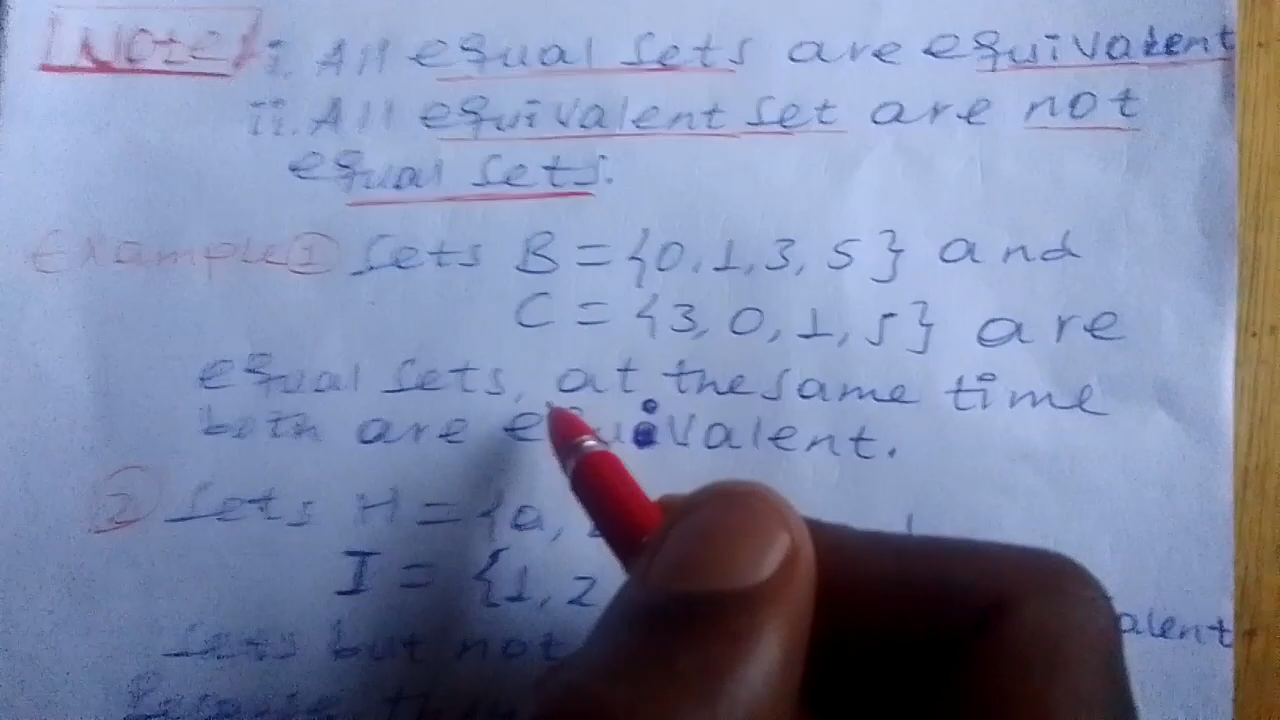 Note
i. All equal sets are equivalent
ii. All equivalent set are not
equal sets.
Example ① Sets B = {0, 1, 3, 5} and
C = {3, 0, 1, 5} are
equal sets, at the same time
both are equivalent.
② Sets H = {a,
I = {1, 2
alent
sets but not